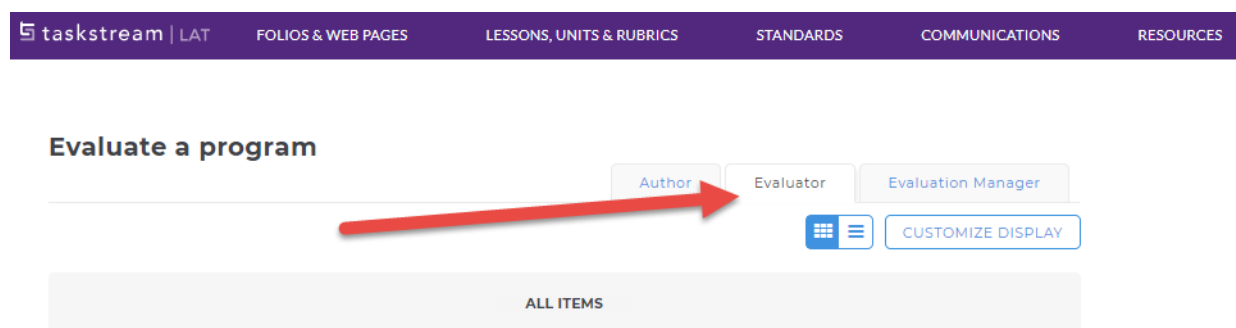 taskstream | LAT FOLIOS & WEB PAGES LESSONS, UNITS & RUBRICS STANDARDS COMMUNICATIONS RESOURCES
Evaluate a program
Author Evaluator Evaluation Manager
CUSTOMIZE DISPLAY
ALL ITEMS